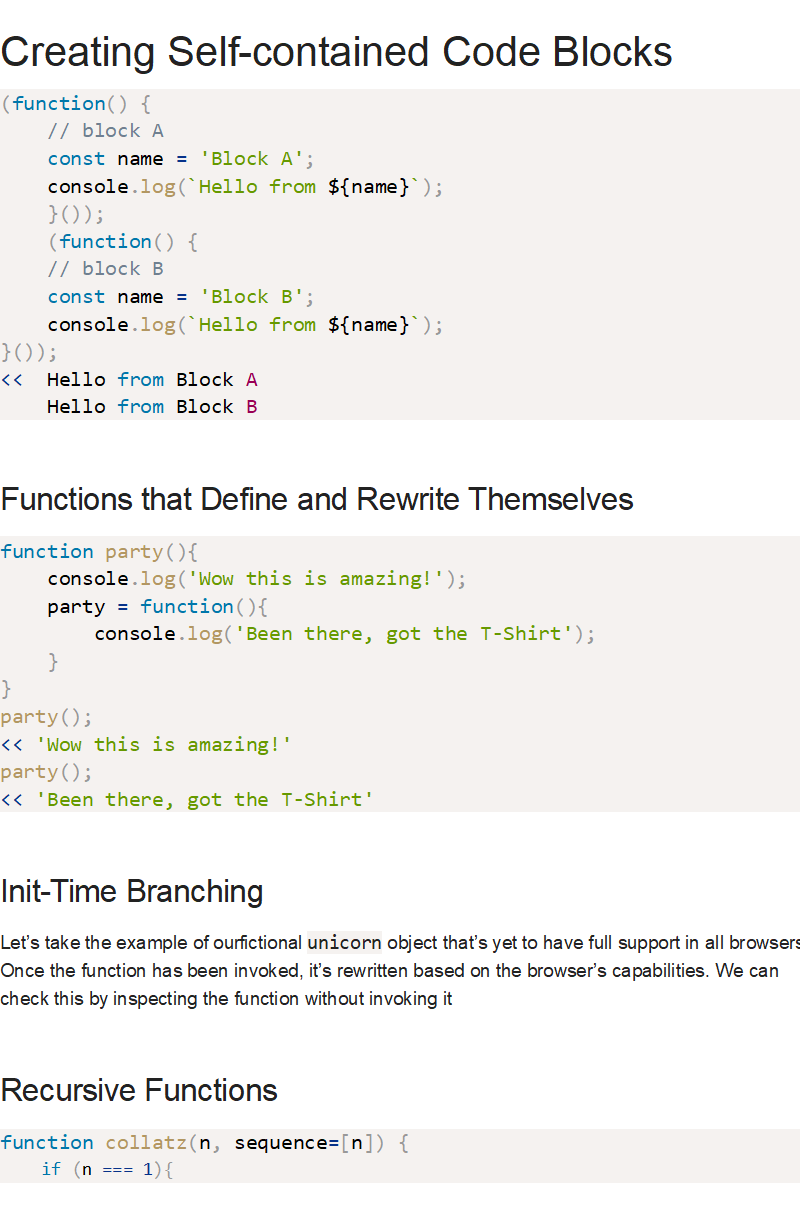 Creating Self-contained Code Blocks
(function() {
    // block A
    const name = 'Block A';
    console.log(`Hello from ${name}`);
    }());
    (function() {
    // block B
    const name = 'Block B';
    console.log(`Hello from ${name}`);
}());
<<  Hello from Block A
    Hello from Block B
Functions that Define and Rewrite Themselves
function party(){
    console.log('Wow this is amazing!');
    party = function(){
        console.log('Been there, got the T-Shirt');
    }
}
party();
<< 'Wow this is amazing!'
party();
<< 'Been there, got the T-Shirt'
Init-Time Branching
Let’s take the example of ourfictional unicorn object that’s yet to have full support in all browsers
Once the function has been invoked, it’s rewritten based on the browser’s capabilities. We can
check this by inspecting the function without invoking it
Recursive Functions
function collatz(n, sequence=[n]) {
    if (n === 1){